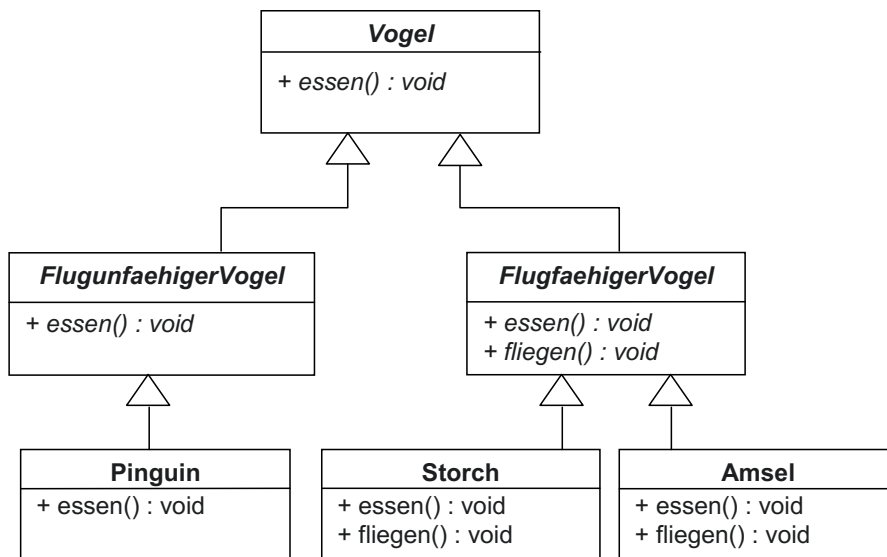 Vogel
+ essen() : void
FlugunfaehigerVogel
+ essen() : void
FlugfaehigerVogel
+ essen() : void
+ fliegen() : void
Pinguin
+ essen() : void
Storch
+ essen() : void
+ fliegen() : void
Amsel
+ essen() : void
+ fliegen() : void